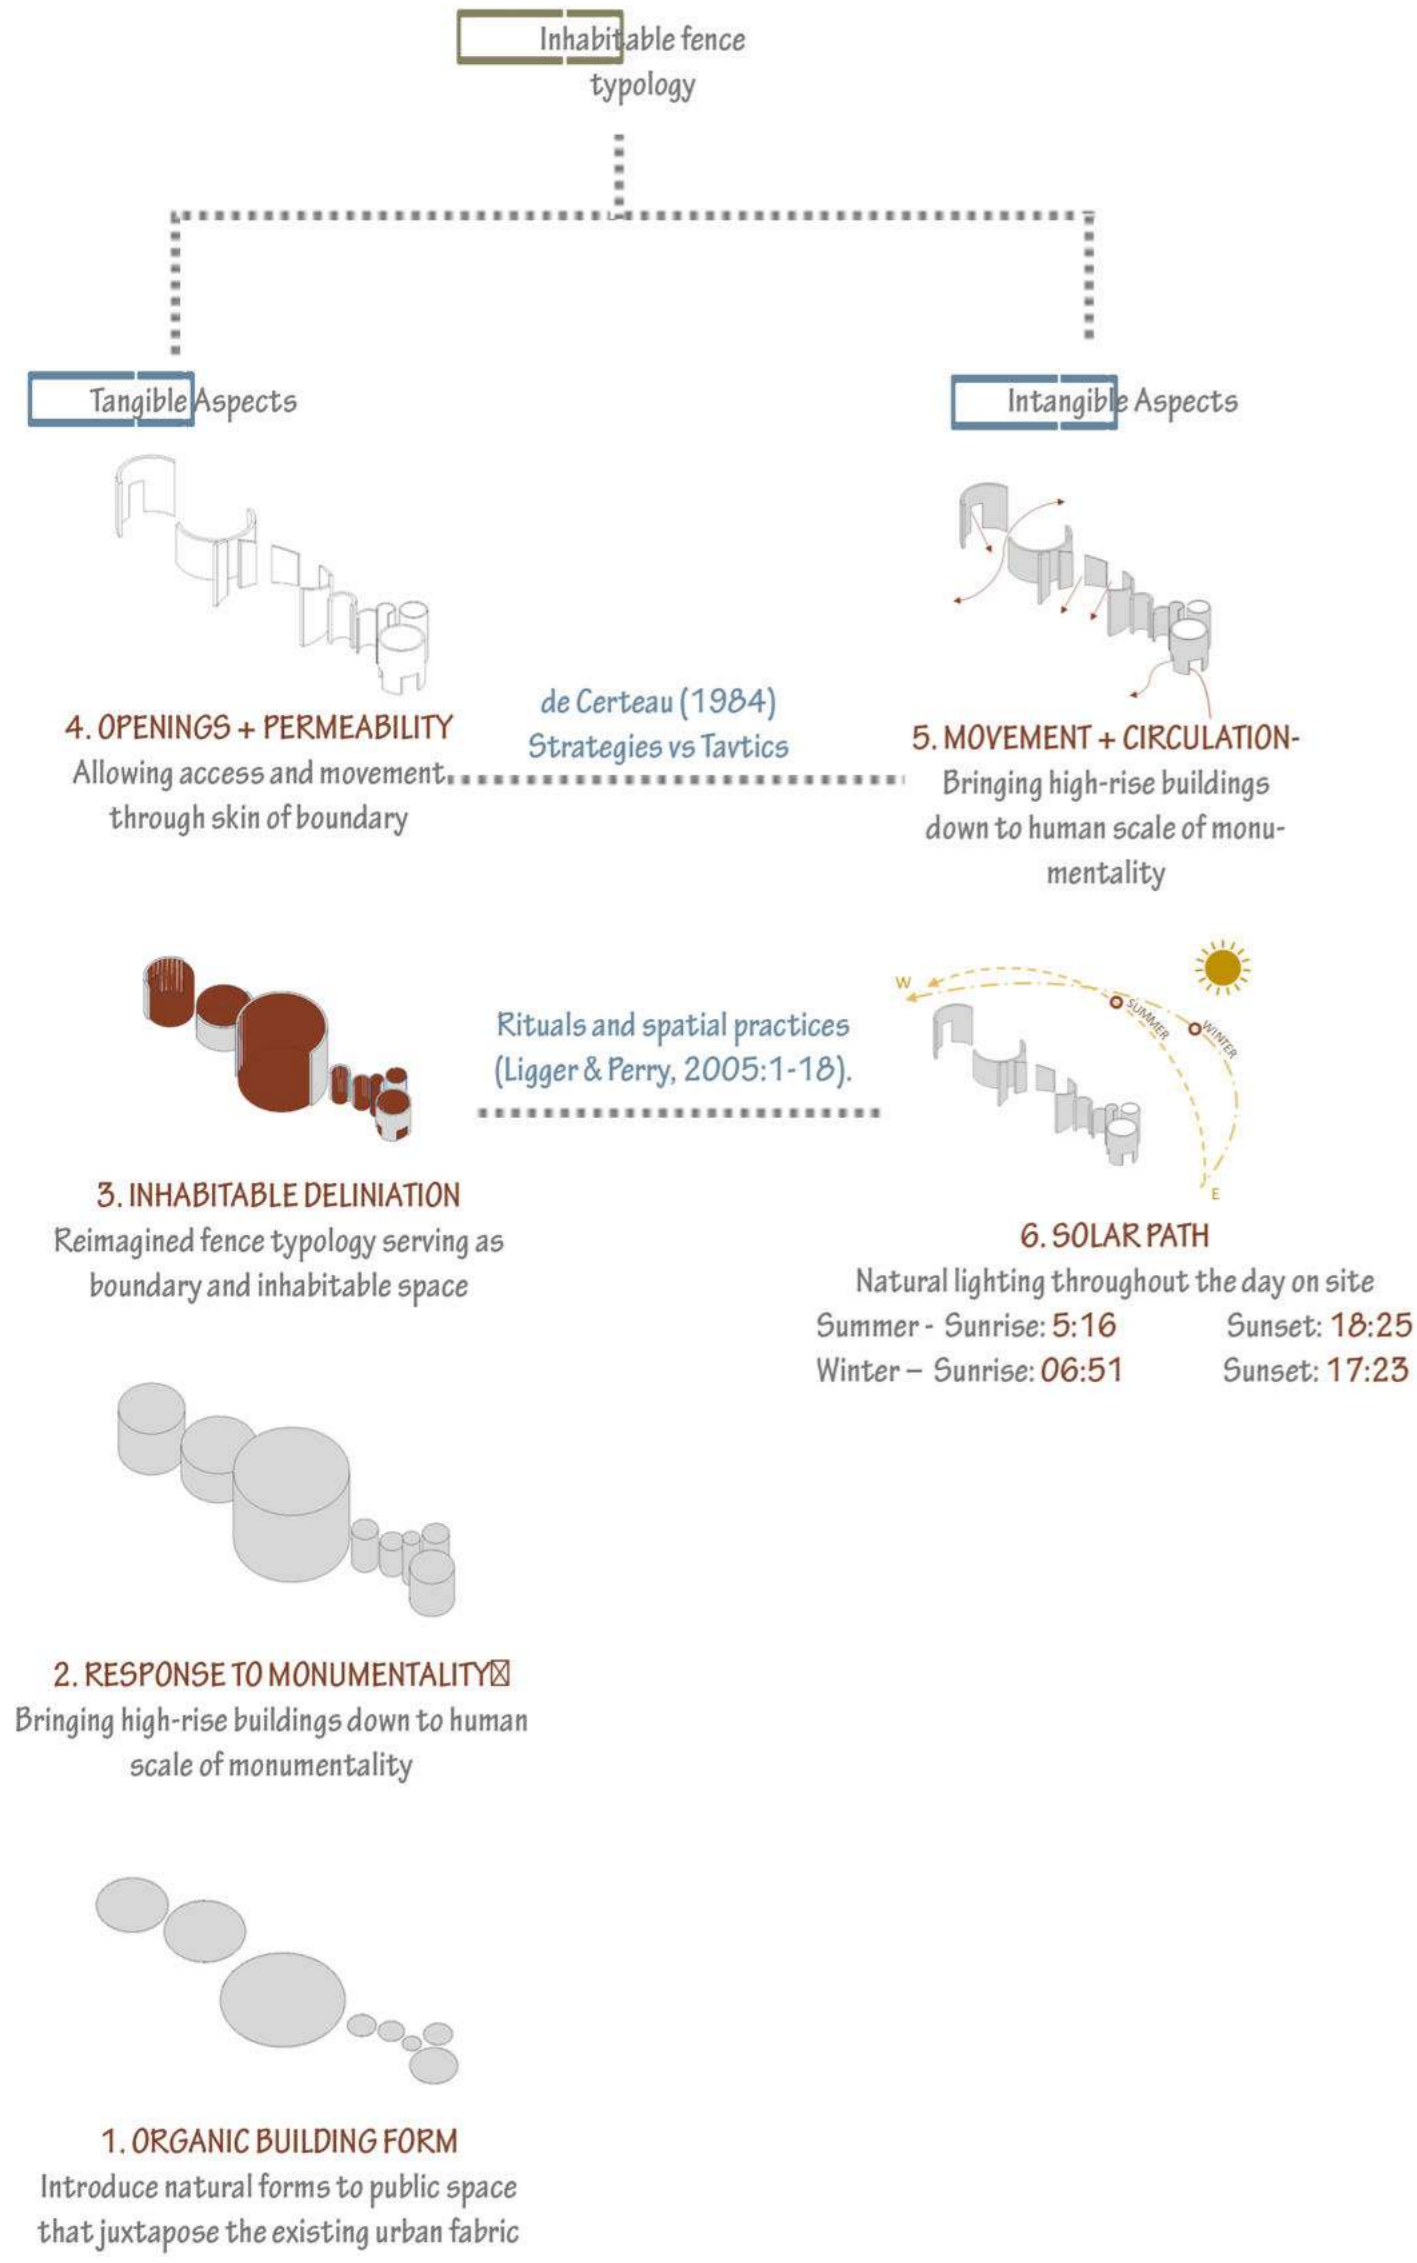 Inhabitable fence
typology
Tangible Aspects
Intangible Aspects
4. OPENINGS + PERMEABILITY
Allowing access and movement
through skin of boundary
de Certeau (1984)
Strategies vs Tavtics
5. MOVEMENT + CIRCULATION-
Bringing high-rise buildings
down to human scale of monu-
mentality
3. INHABITABLE DELINIATION
Reimagined fence typology serving as
boundary and inhabitable space
Rituals and spatial practices
(Ligger & Perry, 2005:1-18).
W
SUMMER
WINTER
E
6. SOLAR PATH
Natural lighting throughout the day on site
Summer - Sunrise: 5:16 Sunset: 18:25
Winter – Sunrise: 06:51 Sunset: 17:23
2. RESPONSE TO MONUMENTALITY
Bringing high-rise buildings down to human
scale of monumentality
1. ORGANIC BUILDING FORM
Introduce natural forms to public space
that juxtapose the existing urban fabric